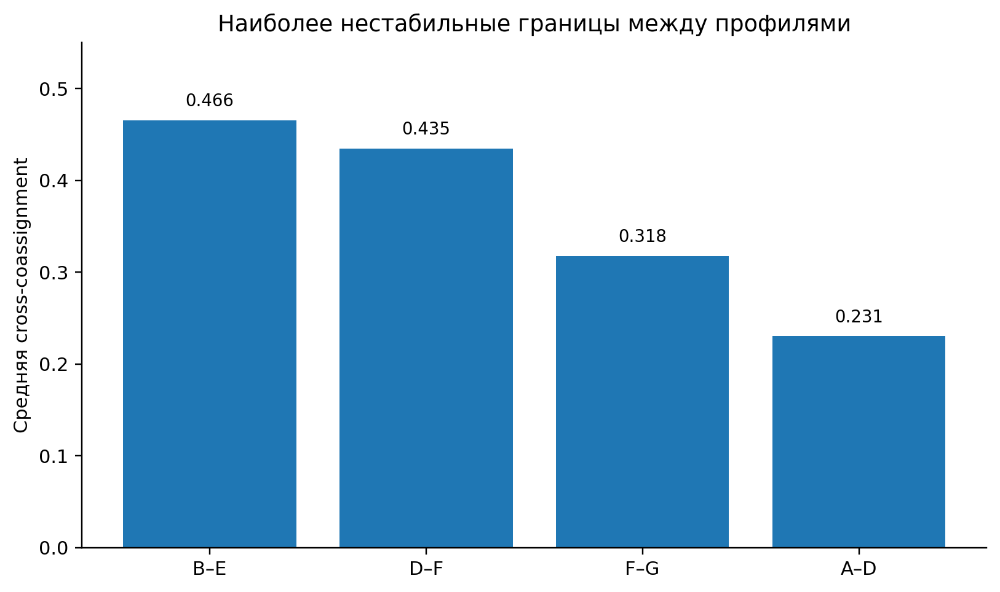 Наиболее нестабильные границы между профилями
Средняя cross-coassignment
0.5
0.4
0.3
0.2
0.1
0.0
0.466
0.435
0.318
0.231
B–E
D–F
F–G
A–D